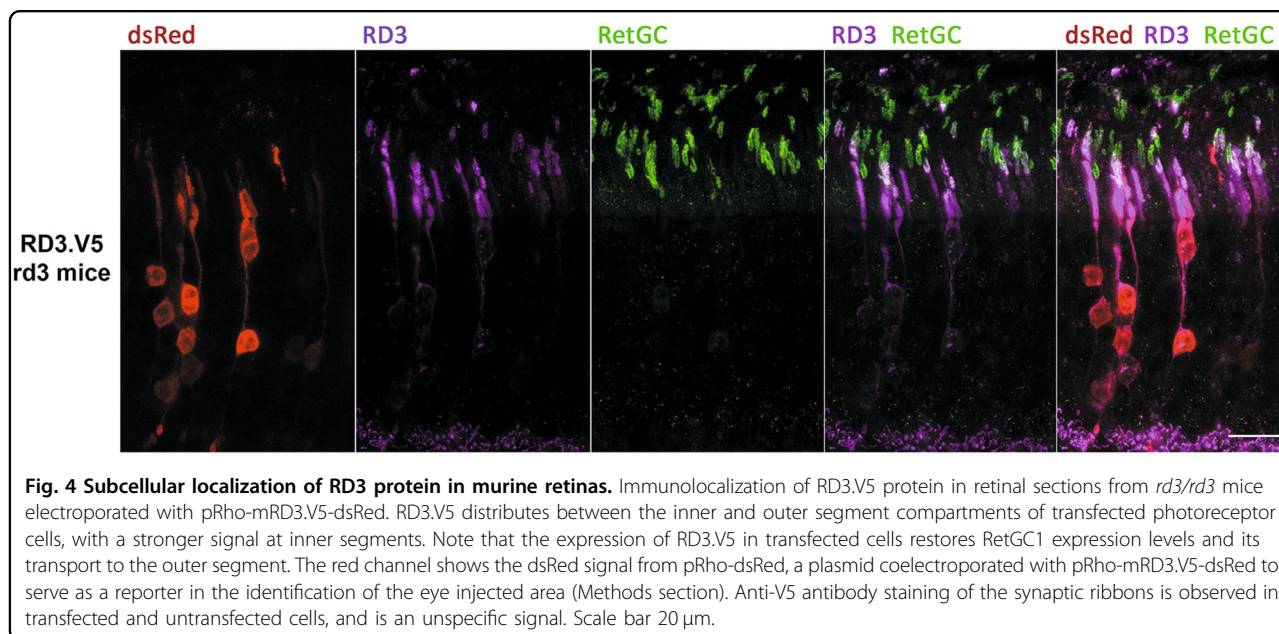 dsRed RD3 RetGC RD3 RetGC dsRed RD3 RetGC
RD3.V5
rd3 mice
Fig. 4 Subcellular localization of RD3 protein in murine retinas. Immunolocalization of RD3.V5 protein in retinal sections from rd3/rd3 mice
electroporated with pRho-mRD3.V5-dsRed. RD3.V5 distributes between the inner and outer segment compartments of transfected photoreceptor
cells, with a stronger signal at inner segments. Note that the expression of RD3.V5 in transfected cells restores RetGC1 expression levels and its
transport to the outer segment. The red channel shows the dsRed signal from pRho-dsRed, a plasmid coelectroporated with pRho-mRD3.V5-dsRed to
serve as a reporter in the identification of the eye injected area (Methods section). Anti-V5 antibody staining of the synaptic ribbons is observed in
transfected and untransfected cells, and is an unspecific signal. Scale bar 20 µm.